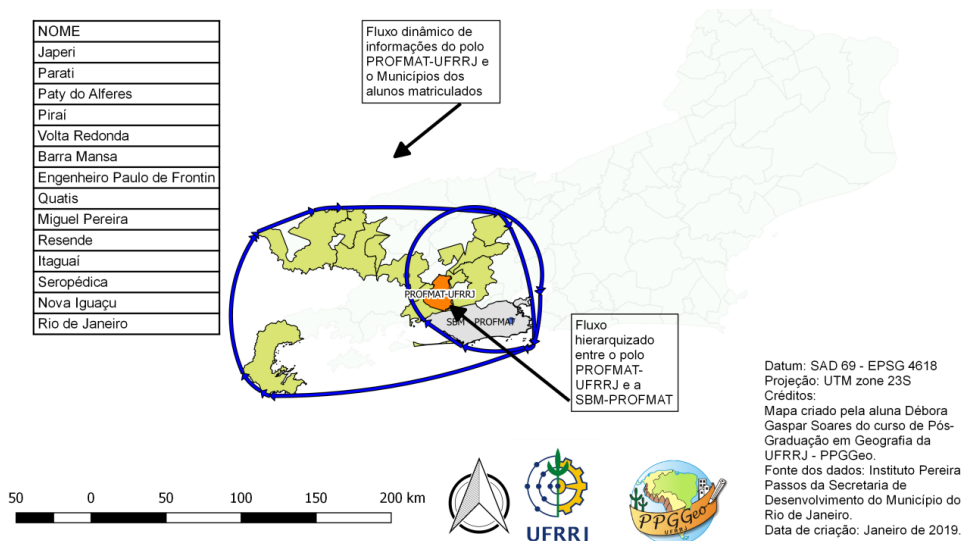 NOME
Japeri
Parati
Paty do Alferes
Piraí
Volta Redonda
Barra Mansa
Engenheiro Paulo de Frontin
Quatis
Miguel Pereira
Resende
Itaguaí
Seropédica
Nova Iguaçu
Rio de Janeiro
Fluxo dinâmico de
informações do polo
PROFMAT-UFRRJ e
o Municípios dos
alunos matriculados
PROFMAT-UFRRJ
SBM - PROFMAT
Fluxo
hierarquizado
entre o polo
PROFMAT-
UFRRJ e a
SBM-PROFMAT
Datum: SAD 69 - EPSG 4618
Projeção: UTM zone 23S
Créditos:
Mapa criado pela aluna Débora
Gaspar Soares do curso de Pós-
Graduação em Geografia da
UFRRJ - PPGGeo.
Fonte dos dados: Instituto Pereira
Passos da Secretaria de
Desenvolvimento do Município do
Rio de Janeiro.
Data de criação: Janeiro de 2019.
50 0 50 100 150 200 km
UFRRJ
PPGGeo
UFRRJ